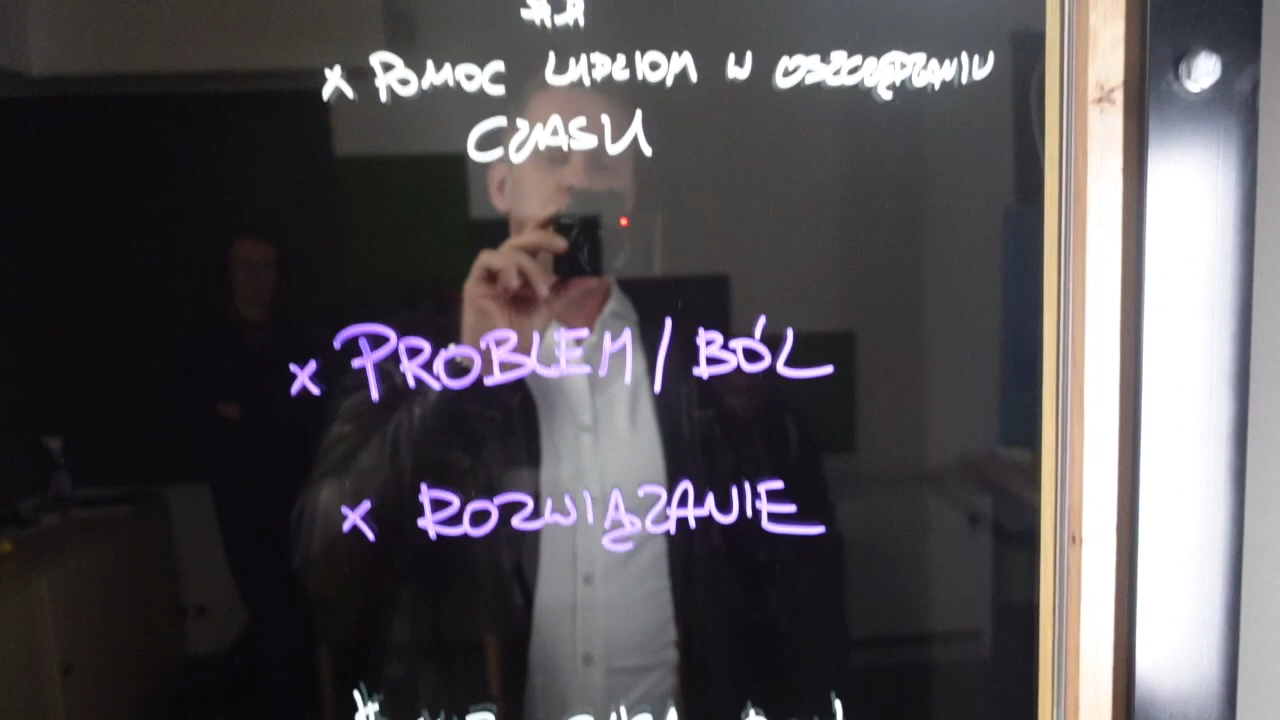 x POMOC LUDZIOM W OSZCZĘDZANIU
CZASU
x PROBLEM / BÓL
x ROZWIĄZANIE